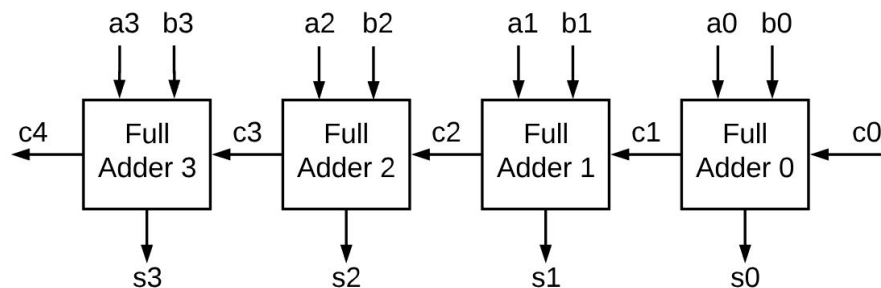 a3 b3 a2 b2 a1 b1 a0 b0
c4 Full Adder 3 c3 Full Adder 2 c2 Full Adder 1 c1 Full Adder 0 c0
s3 s2 s1 s0